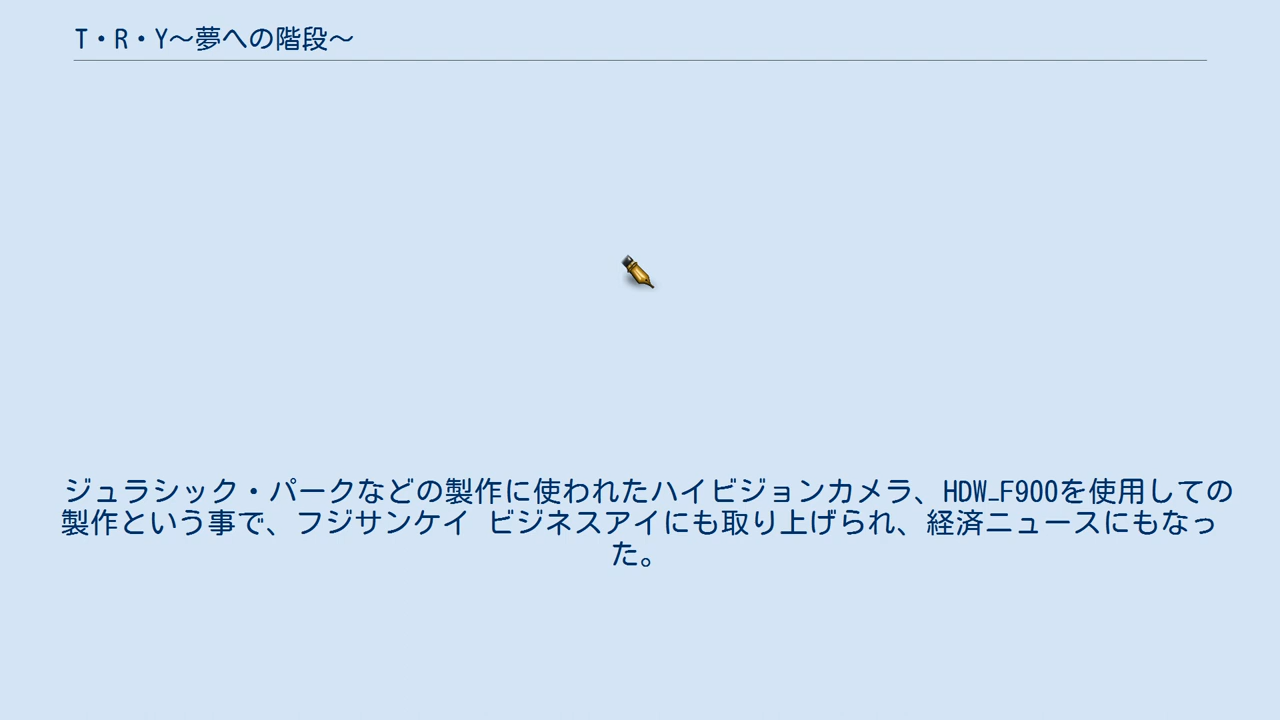 T・R・Y〜夢への階段〜
ジュラシック・パークなどの製作に使われたハイビジョンカメラ、HDW_F900を使用しての
製作という事で、フジサンケイ ビジネスアイにも取り上げられ、経済ニュースにもなっ
た。